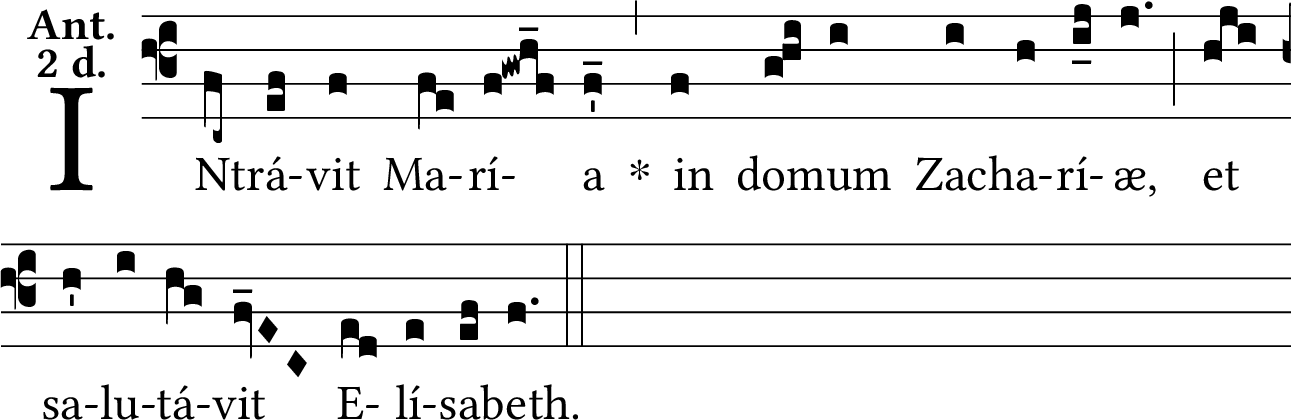 Ant.
2 d.
INtrá-vit Ma-rí- a * in domum Zacha-rí- æ, et
sa-lu-tá-vit E- lí-sabeth.